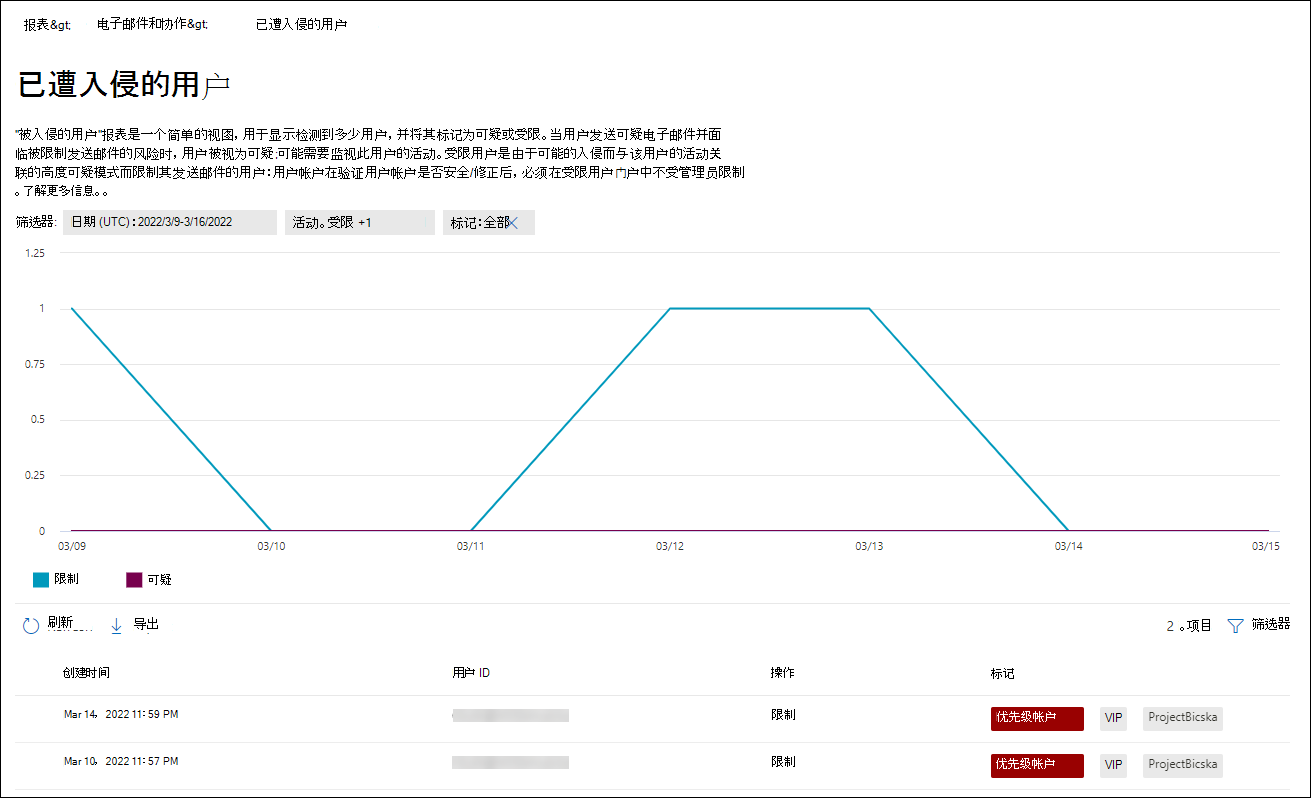 报表&gt; 电子邮件和协作&gt; 已遭入侵的用户
已遭入侵的用户
"被入侵的用户"报表是一个简单的视图，用于显示检测到多少用户，并将其标记为可疑或受限。当用户发送可疑电子邮件并面
临被限制发送邮件的风险时，用户被视为可疑;可能需要监视此用户的活动。受限用户是由于可能的入侵而与该用户的活动关
联的高度可疑模式而限制其发送邮件的用户：用户帐户在验证用户帐户是否安全/修正后，必须在受限用户门户中不受管理员限制
。了解更多信息。。
筛选器: 日期 (UTC)：2022/3/9-3/16/2022 活动。受限 +1 标记：全部
1.25
1
0.75
0.5
0.25
0
03/09 03/10 03/11 03/12 03/13 03/14 03/15
限制 可疑
刷新 导出 2 。项目 筛选器
创建时间 用户 ID 操作 标记
Mar 14， 2022 11：59 PM 限制 优先级帐户 VIP ProjectBicska
Mar 10， 2022 11：57 PM 限制 优先级帐户 VIP ProjectBicska